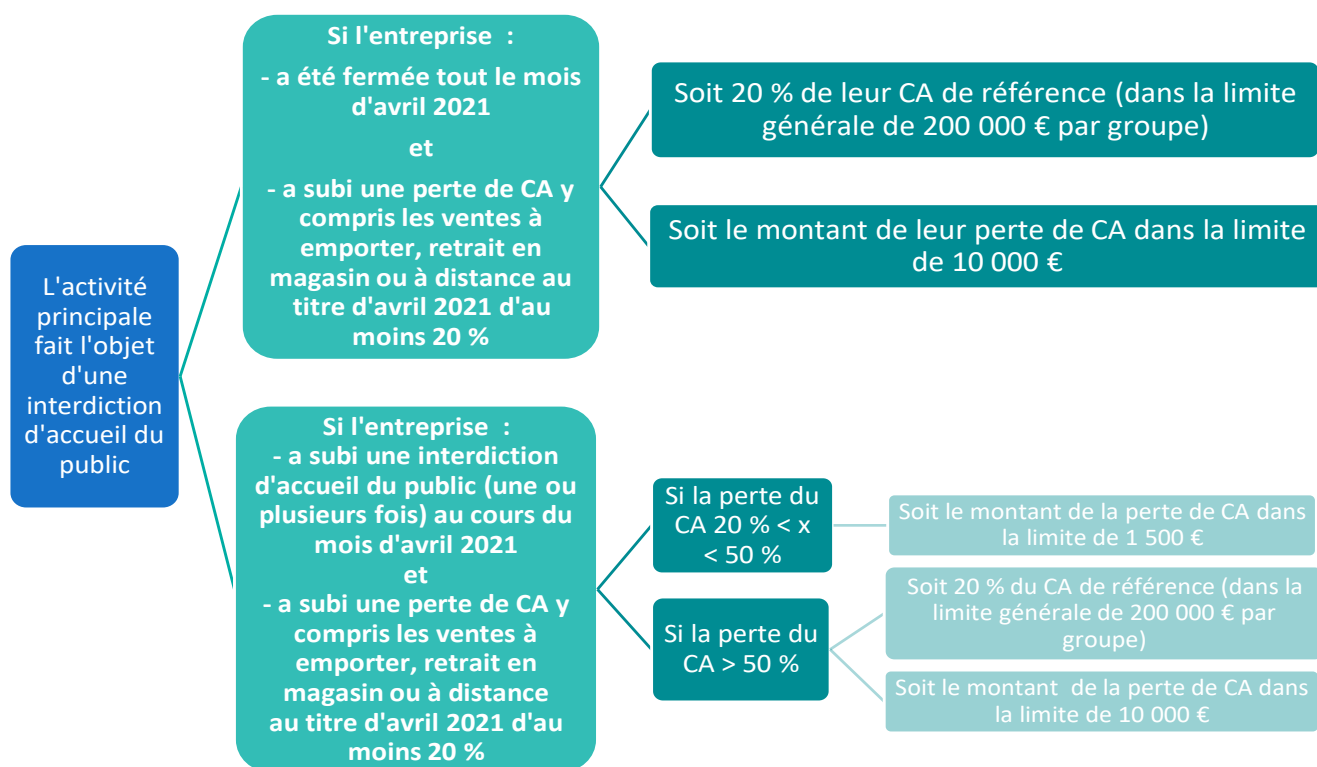 L'activité
principale
fait l'objet
d'une
interdiction
d'accueil du
public
Si l'entreprise :
- a été fermée tout le mois
d'avril 2021
et
- a subi une perte de CA y
compris les ventes à
emporter, retrait en
magasin ou à distance au
titre d'avril 2021 d'au
moins 20 %
Soit 20 % de leur CA de référence (dans la limite
générale de 200 000 € par groupe)
Soit le montant de leur perte de CA dans la limite
de 10 000 €
Si l'entreprise :
- a subi une interdiction
d'accueil du public (une ou
plusieurs fois) au cours du
mois d'avril 2021
et
- a subi une perte de CA y
compris les ventes à
emporter, retrait en
magasin ou à distance
au titre d'avril 2021 d'au
moins 20 %
Si la perte du
CA 20 % < x
< 50 %
Soit le montant de la perte de CA dans
la limite de 1 500 €
Si la perte du
CA > 50 %
Soit 20 % du CA de référence (dans la
limite générale de 200 000 € par
groupe)
Soit le montant de la perte de CA dans
la limite de 10 000 €